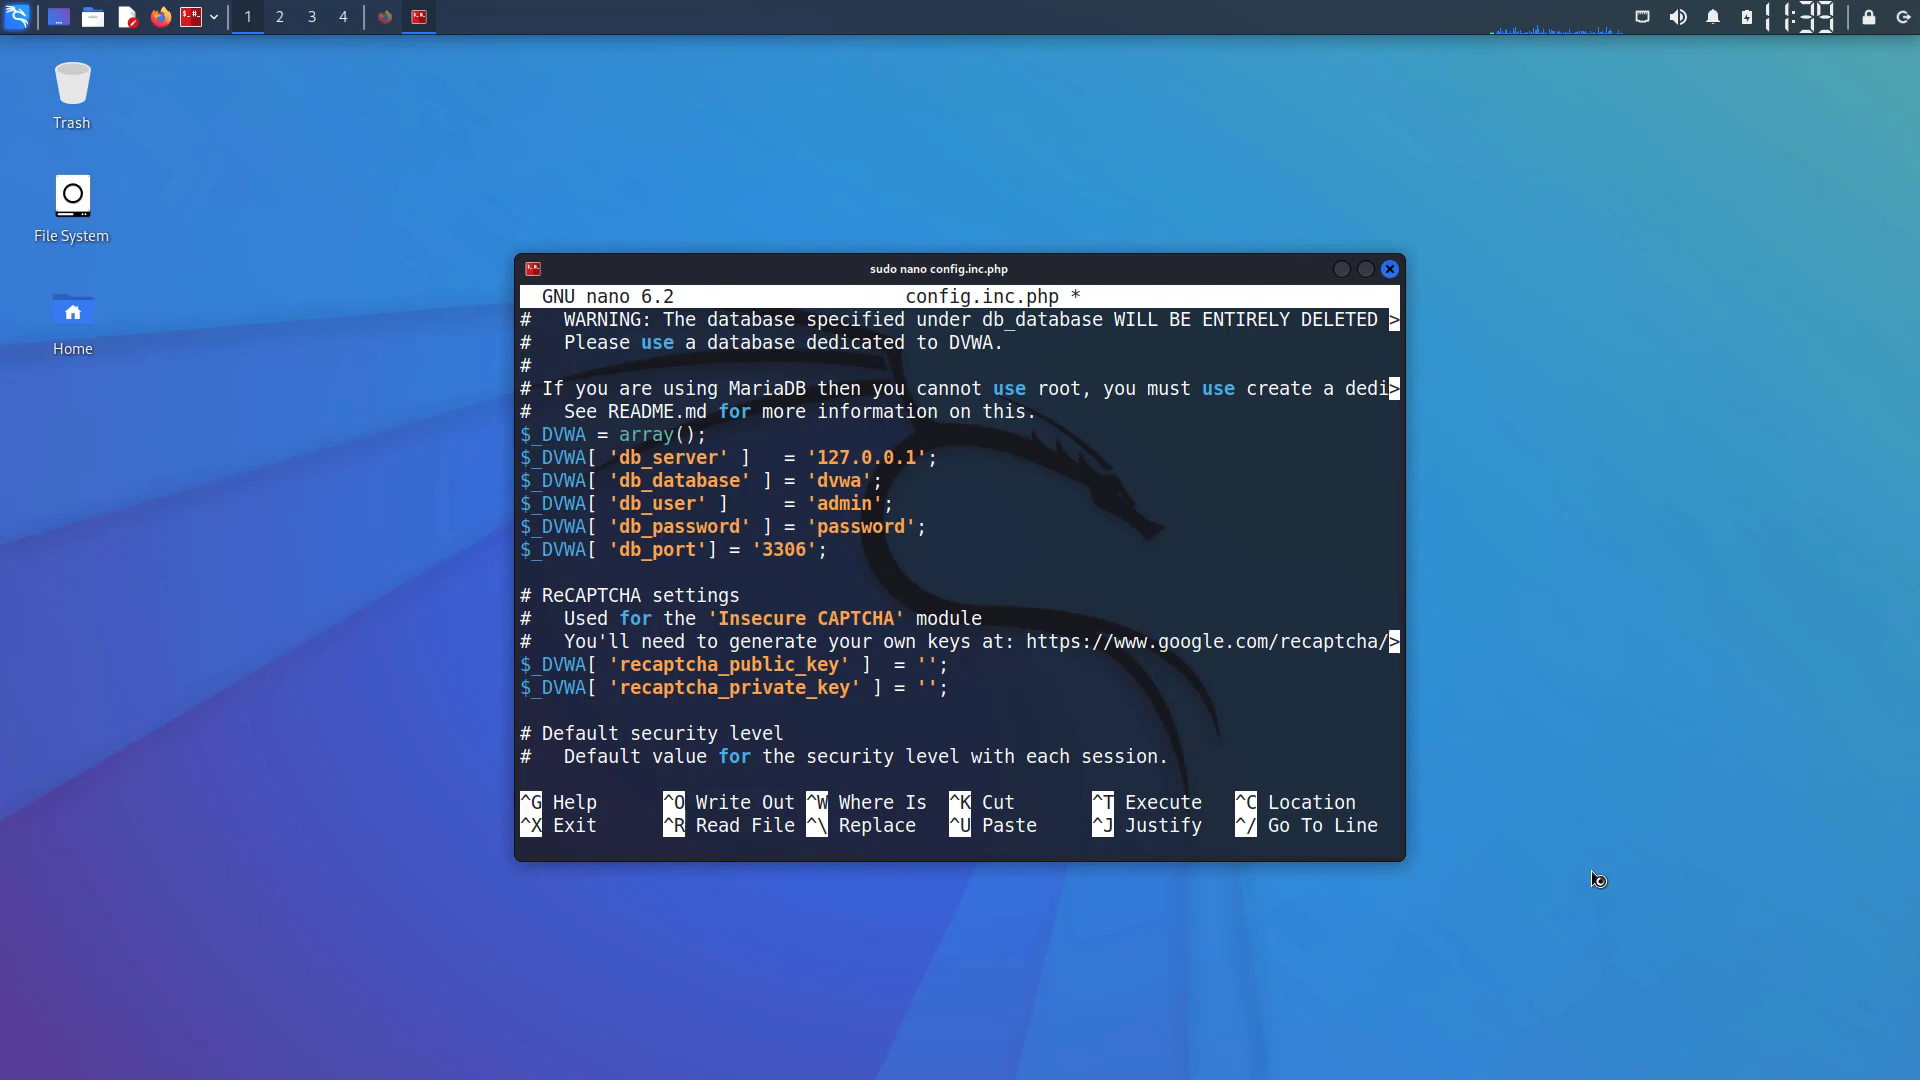 1 2 3 4
11:39
Trash
File System
Home
sudo nano config.inc.php
GNU nano 6.2 config.inc.php *
# WARNING: The database specified under db_database WILL BE ENTIRELY DELETED >
# Please use a database dedicated to DVWA.
#
# If you are using MariaDB then you cannot use root, you must use create a dedi>
# See README.md for more information on this.
$_DVWA = array();
$_DVWA[ 'db_server' ]   = '127.0.0.1';
$_DVWA[ 'db_database' ] = 'dvwa';
$_DVWA[ 'db_user' ]     = 'admin';
$_DVWA[ 'db_password' ] = 'password';
$_DVWA[ 'db_port'] = '3306';
# ReCAPTCHA settings
# Used for the 'Insecure CAPTCHA' module
# You'll need to generate your own keys at: https://www.google.com/recaptcha/>
$_DVWA[ 'recaptcha_public_key' ]  = '';
$_DVWA[ 'recaptcha_private_key' ] = '';
# Default security level
# Default value for the security level with each session.
^G Help ^O Write Out ^W Where Is ^K Cut ^T Execute ^C Location
^X Exit ^R Read File ^\ Replace ^U Paste ^J Justify ^/ Go To Line